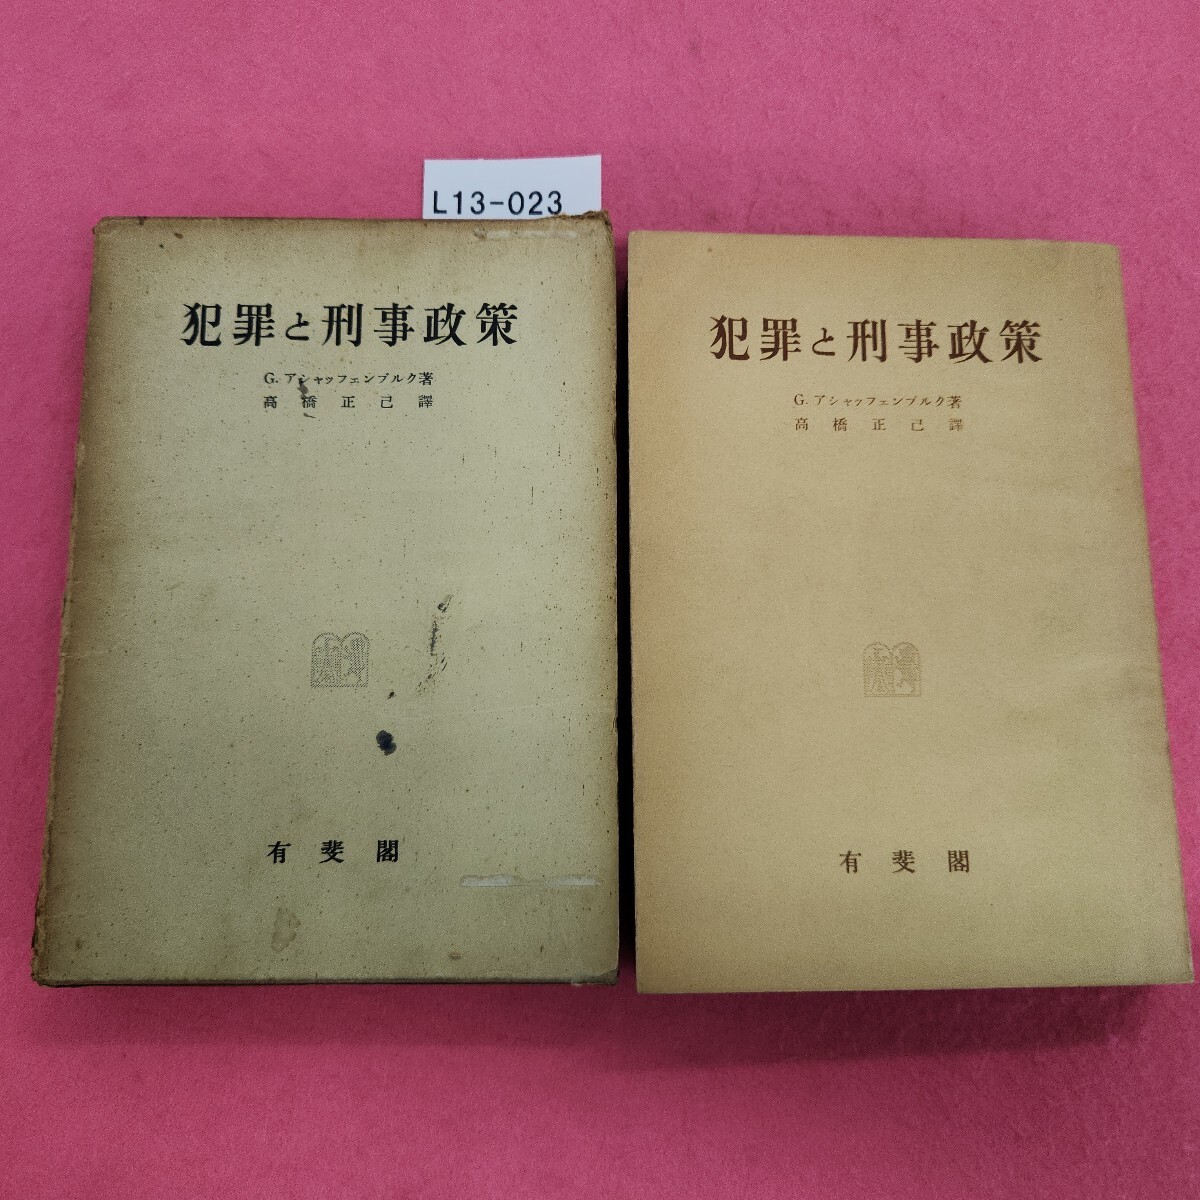 L13-023
犯罪と刑事政策
G. アシャッフェンブルク著
高橋正己譯
有斐閣
犯罪と刑事政策
G. アシャッフェンブルク著
高橋正己譯
有斐閣